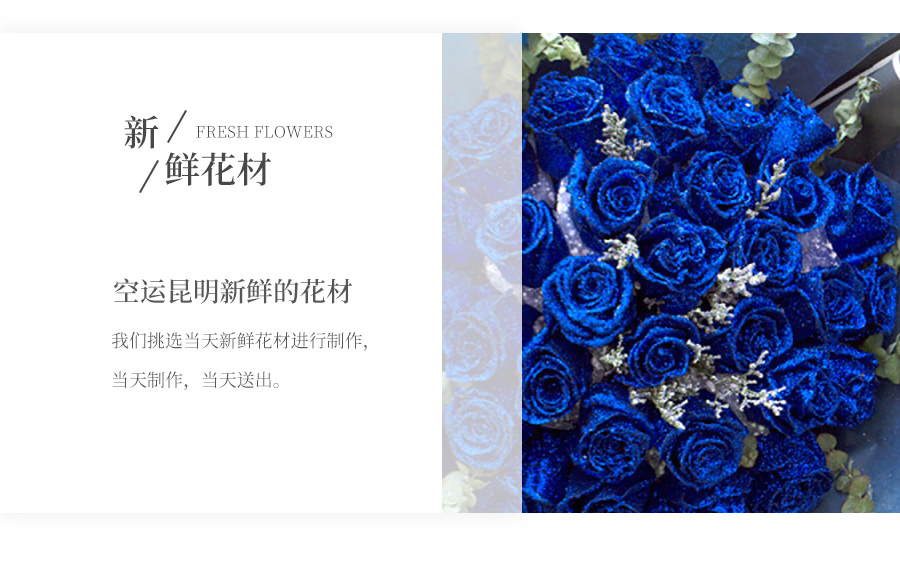 新
FRESH FLOWERS
鲜花材
空运昆明新鲜的花材
我们挑选当天新鲜花材进行制作，
当天制作，当天送出。